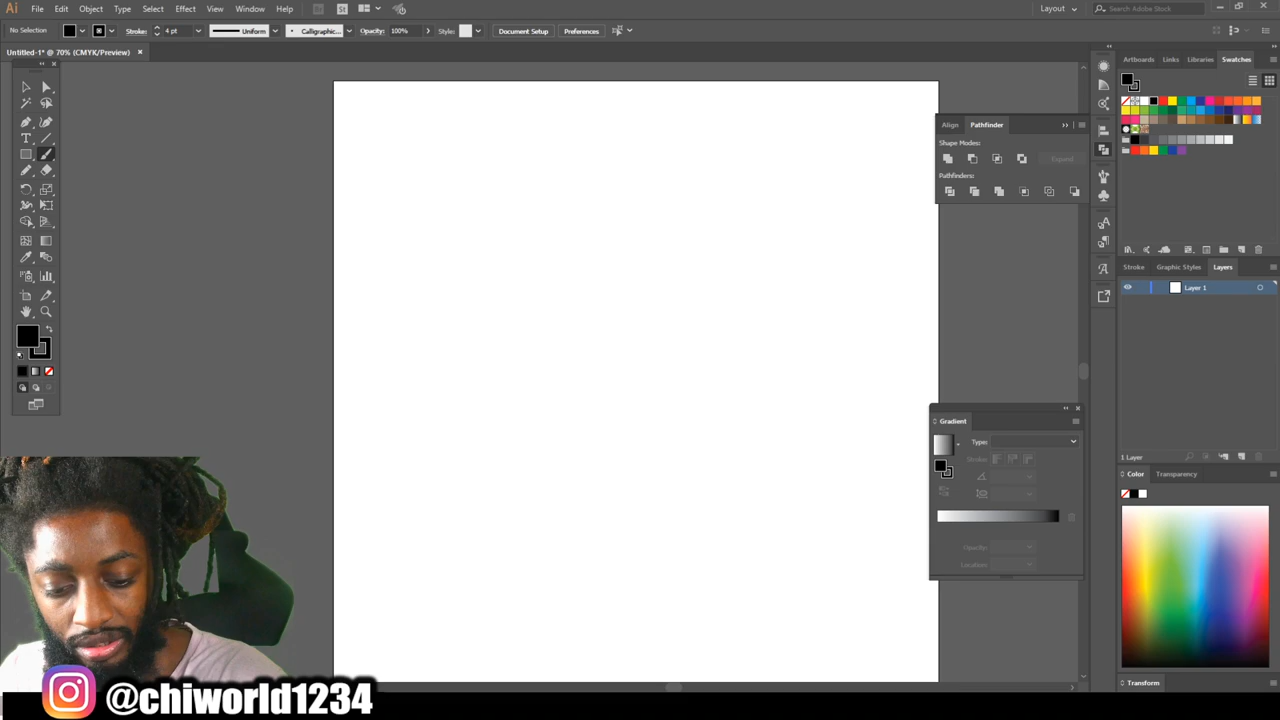 Ai File Edit Object Type Select Effect View Window Help Br St Layout Search Adobe Stock
No Selection Stroke: 4 pt Uniform Calligraphic... Opacity: 100% Style: Document Setup Preferences
Untitled-1* @ 70% (CMYK/Preview)
Artboards Links Libraries Swatches
Align Pathfinder
Shape Modes:
Expand
Pathfinders:
Stroke Graphic Styles Layers
Layer 1
Gradient
Type:
Stroke:
Opacity:
Location:
1 Layer
Color Transparency
Transform
@chiworld1234